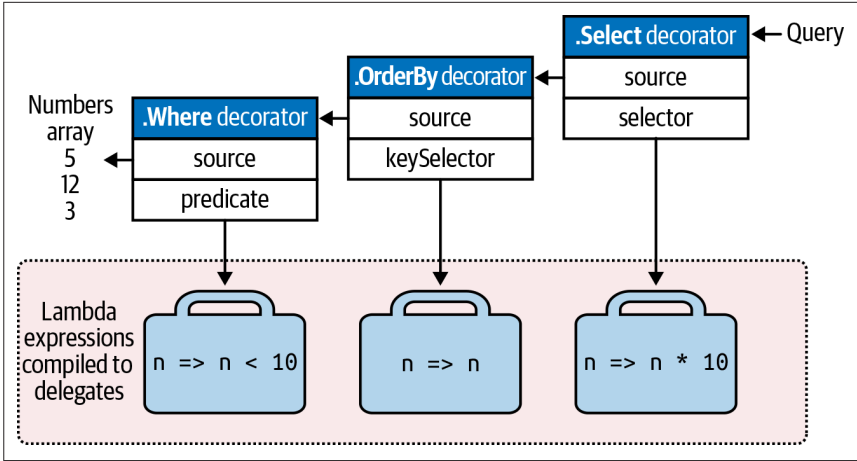 .Select decorator
source
selector
Query
.OrderBy decorator
source
keySelector
.Where decorator
source
predicate
Numbers
array
5
12
3
Lambda
expressions
compiled to
delegates
n => n < 10
n => n
n => n * 10